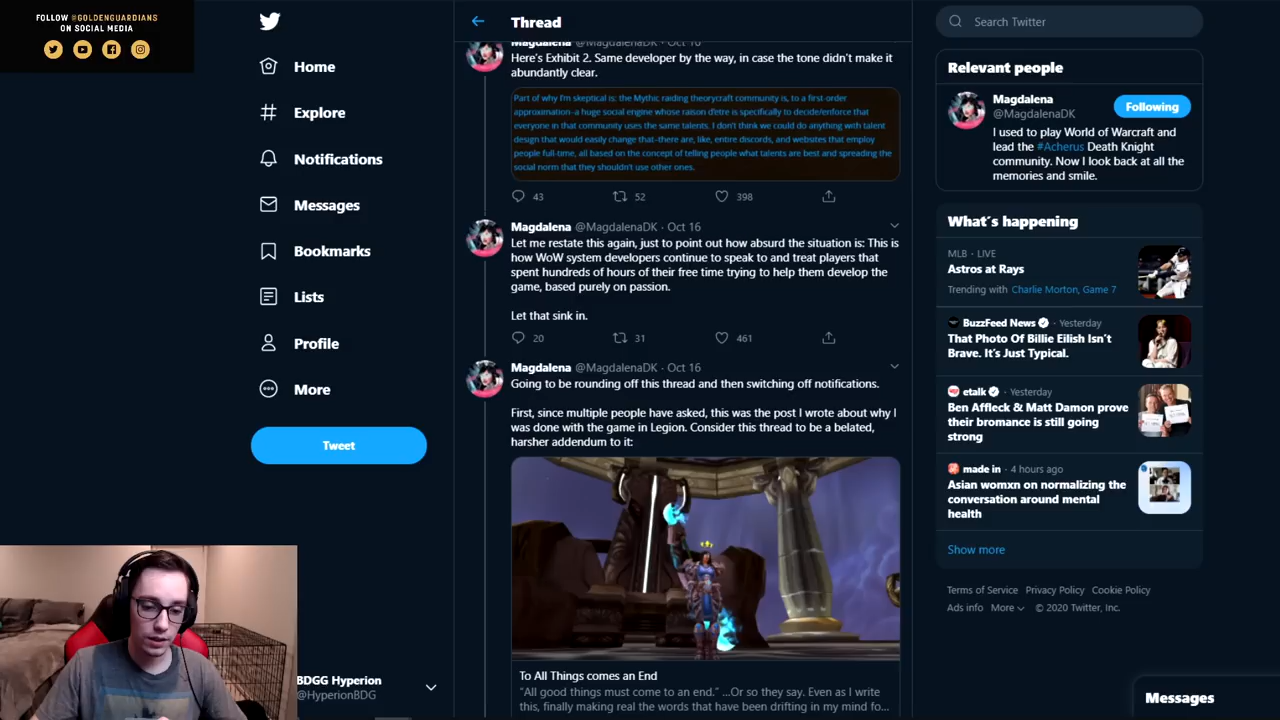 FOLLOW @GOLDENGUARDIANS
ON SOCIAL MEDIA
Home
Explore
Notifications
Messages
Bookmarks
Lists
Profile
More
Tweet
BDGG Hyperion
@HyperionBDG
Thread
Magdalena @MagdalenaDK · Oct 16
Here's Exhibit 2. Same developer by the way, in case the tone didn't make it
abundantly clear.
Part of why I'm skeptical is: the Mythic raiding theorycraft community is, to a first-order
approximation-a huge social engine whose raison d'etre is specifically to decide/enforce that
everyone in that community uses the same talents. I don't think we could do anything with talent
design that would easily change that-there are, like, entire discords, and websites that employ
people full-time, all based on the concept of telling people what talents are best and spreading the
social norm that they shouldn't use other ones.
43 52 398
Magdalena @MagdalenaDK · Oct 16
Let me restate this again, just to point out how absurd the situation is: This is
how WoW system developers continue to speak to and treat players that
spent hundreds of hours of their free time trying to help them develop the
game, based purely on passion.
Let that sink in.
20 31 461
Magdalena @MagdalenaDK · Oct 16
Going to be rounding off this thread and then switching off notifications.
First, since multiple people have asked, this was the post I wrote about why I
was done with the game in Legion. Consider this thread to be a belated,
harsher addendum to it:
To All Things comes an End
"All good things must come to an end." ...Or so they say. Even as I write
this, finally making real the words that have been drifting in my mind fo...
Search Twitter
Relevant people
Magdalena
@MagdalenaDK
Following
I used to play World of Warcraft and
lead the #Acherus Death Knight
community. Now I look back at all the
memories and smile.
What's happening
MLB · LIVE
Astros at Rays
Trending with Charlie Morton, Game 7
BuzzFeed News · Yesterday
That Photo Of Billie Eilish Isn't
Brave. It's Just Typical.
etalk · Yesterday
Ben Affleck & Matt Damon prove
their bromance is still going
strong
made in · 4 hours ago
Asian womxn on normalizing the
conversation around mental
health
Show more
Terms of Service Privacy Policy Cookie Policy
Ads info More © 2020 Twitter, Inc.
Messages